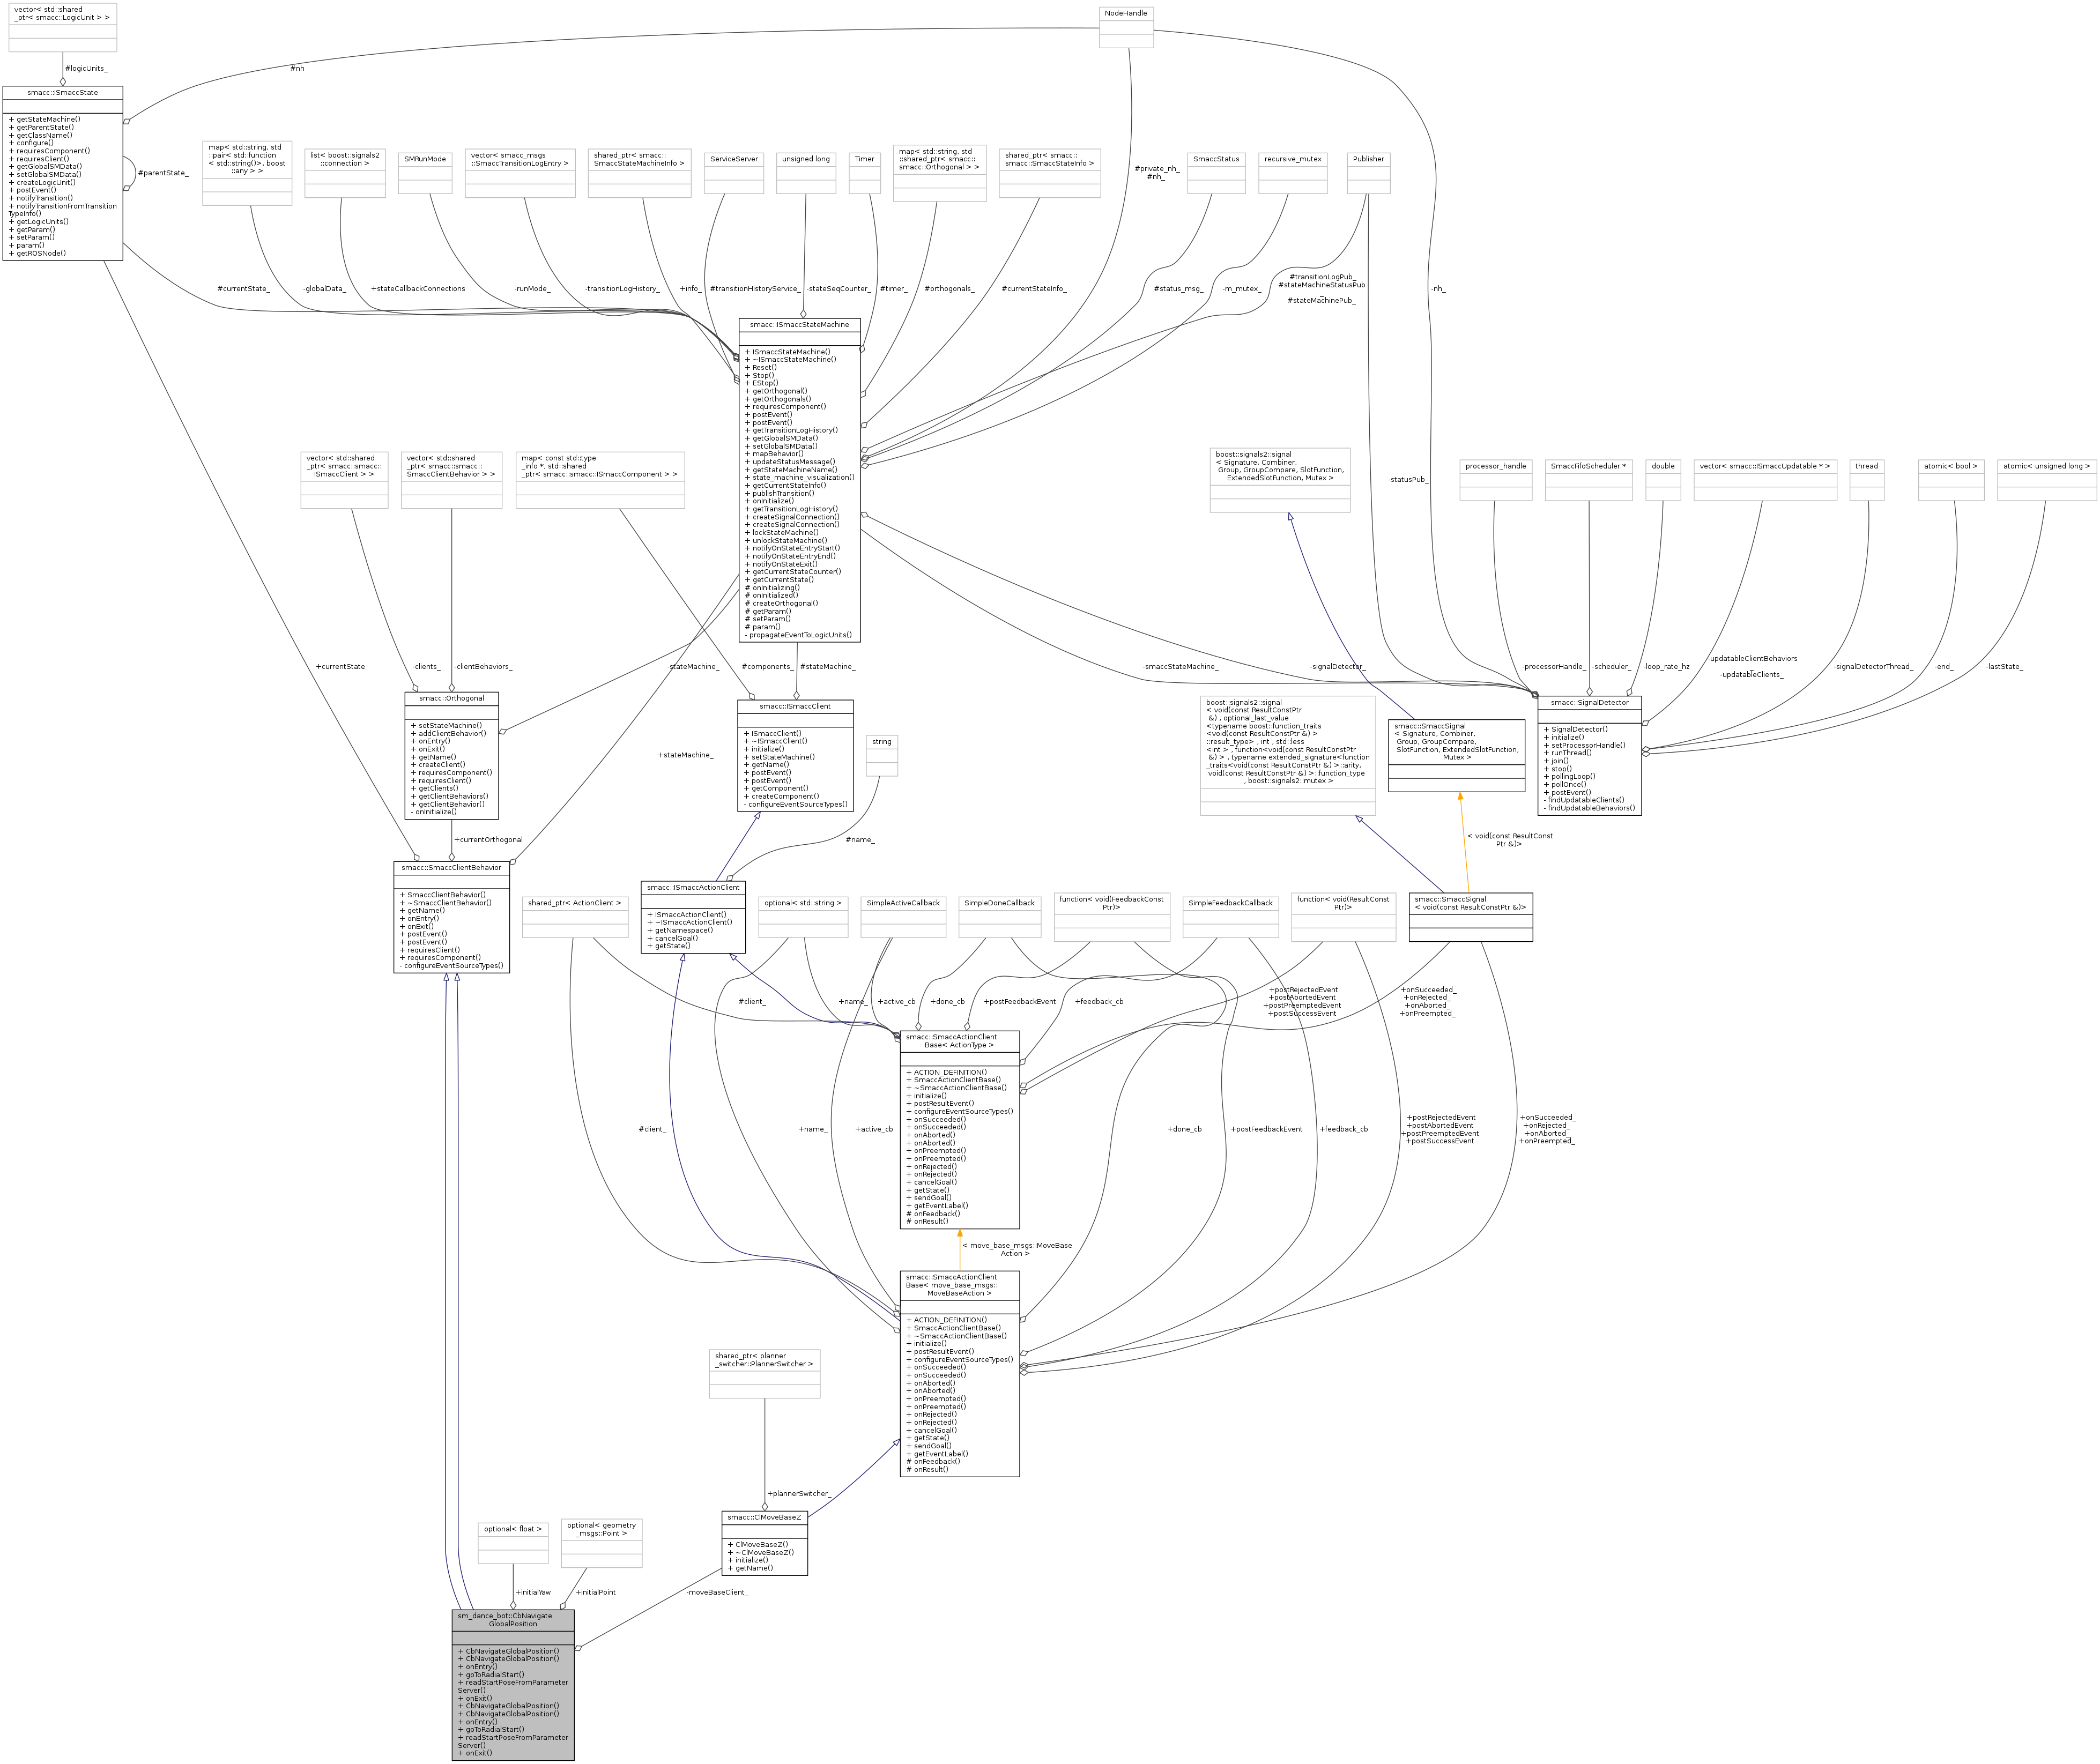 vector< std::shared
_ptr< smacc::LogicUnit > >
NodeHandle
#logicUnits_
#nh
smacc::ISmaccState
+ getStateMachine()
+ getParentState()
+ getClassName()
+ configure()
+ requiresComponent()
+ requiresClient()
+ getGlobalSMData()
+ setGlobalSMData()
+ createLogicUnit()
+ postEvent()
+ notifyTransition()
+ notifyTransitionFromTransition
TypeInfo()
+ getLogicUnits()
+ getParam()
+ setParam()
+ param()
+ getROSNode()
#parentState_
map< std::string, std
::pair< std::function
< std::string()>, boost
::any > >
list< boost::signals2
::connection >
SMRunMode
vector< smacc_msgs
::SmaccTransitionLogEntry >
shared_ptr< smacc::
SmaccStateMachineInfo >
ServiceServer
unsigned long
Timer
map< std::string, std
::shared_ptr< smacc::
smacc::Orthogonal > >
shared_ptr< smacc::
smacc::SmaccStateInfo >
#private_nh_
#nh_
SmaccStatus
recursive_mutex
Publisher
#currentState_
-globalData_
+stateCallbackConnections
-runMode_
-transitionLogHistory_
+info_
#transitionHistoryService_
-stateSeqCounter_
#timer_
#orthogonals_
#currentStateInfo_
#status_msg_
-m_mutex_
#transitionLogPub_
#stateMachineStatusPub
_
#stateMachinePub_
-nh_
smacc::ISmaccStateMachine
+ ISmaccStateMachine()
+ ~ISmaccStateMachine()
+ Reset()
+ Stop()
+ EStop()
+ getOrthogonal()
+ getOrthogonals()
+ requiresComponent()
+ postEvent()
+ postEvent()
+ getTransitionLogHistory()
+ getGlobalSMData()
+ setGlobalSMData()
+ mapBehavior()
+ updateStatusMessage()
+ getStateMachineName()
+ state_machine_visualization()
+ getCurrentStateInfo()
+ publishTransition()
+ onInitialize()
+ getTransitionLogHistory()
+ createSignalConnection()
+ createSignalConnection()
+ lockStateMachine()
+ unlockStateMachine()
+ notifyOnStateEntryStart()
+ notifyOnStateEntryEnd()
+ notifyOnStateExit()
+ getCurrentStateCounter()
+ getCurrentState()
# onInitializing()
# onInitialized()
# createOrthogonal()
# getParam()
# setParam()
# param()
- propagateEventToLogicUnits()
vector< std::shared
_ptr< smacc::smacc::
ISmaccClient > >
vector< std::shared
_ptr< smacc::smacc::
SmaccClientBehavior > >
map< const std::type
_info *, std::shared
_ptr< smacc::smacc::ISmaccComponent > >
boost::signals2::signal
< Signature, Combiner,
Group, GroupCompare, SlotFunction,
ExtendedSlotFunction, Mutex >
-statusPub_
processor_handle
SmaccFifoScheduler *
double
vector< smacc::ISmaccUpdatable * >
thread
atomic< bool >
atomic< unsigned long >
+currentState
-clients_
-clientBehaviors_
-stateMachine_
#components_
#stateMachine_
-smaccStateMachine_
-signalDetector_
-processorHandle_
-scheduler_
-loop_rate_hz
-updatableClientBehaviors
_
-updatableClients_
-signalDetectorThread_
-end_
-lastState_
smacc::Orthogonal
+ setStateMachine()
+ addClientBehavior()
+ onEntry()
+ onExit()
+ getName()
+ createClient()
+ requiresComponent()
+ requiresClient()
+ getClients()
+ getClientBehaviors()
+ getClientBehavior()
- onInitialize()
+stateMachine_
smacc::ISmaccClient
+ ISmaccClient()
+ ~ISmaccClient()
+ initialize()
+ setStateMachine()
+ getName()
+ postEvent()
+ postEvent()
+ getComponent()
+ createComponent()
- configureEventSourceTypes()
string
boost::signals2::signal
< void(const ResultConstPtr
&) , optional_last_value
<typename boost::function_traits
<void(const ResultConstPtr &) >
::result_type> , int , std::less
<int > , function<void(const ResultConstPtr
&) > , typename extended_signature<function
_traits<void(const ResultConstPtr &) >::arity,
void(const ResultConstPtr &) >::function_type
, boost::signals2::mutex >
smacc::SmaccSignal
< Signature, Combiner,
Group, GroupCompare,
SlotFunction, ExtendedSlotFunction,
Mutex >
smacc::SignalDetector
+ SignalDetector()
+ initialize()
+ setProcessorHandle()
+ runThread()
+ join()
+ stop()
+ pollingLoop()
+ pollOnce()
+ postEvent()
- findUpdatableClients()
- findUpdatableBehaviors()
+currentOrthogonal
#name_
< void(const ResultConst
Ptr &)>
smacc::SmaccClientBehavior
+ SmaccClientBehavior()
+ ~SmaccClientBehavior()
+ getName()
+ onEntry()
+ onExit()
+ postEvent()
+ postEvent()
+ requiresClient()
+ requiresComponent()
- configureEventSourceTypes()
shared_ptr< ActionClient >
smacc::ISmaccActionClient
+ ISmaccActionClient()
+ ~ISmaccActionClient()
+ getNamespace()
+ cancelGoal()
+ getState()
optional< std::string >
SimpleActiveCallback
SimpleDoneCallback
function< void(FeedbackConst
Ptr)>
SimpleFeedbackCallback
function< void(ResultConst
Ptr)>
smacc::SmaccSignal
< void(const ResultConstPtr &)>
#client_
+name_
+active_cb
+done_cb
+postFeedbackEvent
+feedback_cb
+postRejectedEvent
+postAbortedEvent
+postPreemptedEvent
+postSuccessEvent
+onSucceeded_
+onRejected_
+onAborted_
+onPreempted_
smacc::SmaccActionClient
Base< ActionType >
+ ACTION_DEFINITION()
+ SmaccActionClientBase()
+ ~SmaccActionClientBase()
+ initialize()
+ postResultEvent()
+ configureEventSourceTypes()
+ onSucceeded()
+ onSucceeded()
+ onAborted()
+ onAborted()
+ onPreempted()
+ onPreempted()
+ onRejected()
+ onRejected()
+ cancelGoal()
+ getState()
+ sendGoal()
+ getEventLabel()
# onFeedback()
# onResult()
#client_
+name_
+active_cb
+done_cb
+postFeedbackEvent
+feedback_cb
+postRejectedEvent
+postAbortedEvent
+postPreemptedEvent
+postSuccessEvent
+onSucceeded_
+onRejected_
+onAborted_
+onPreempted_
< move_base_msgs::MoveBase
Action >
smacc::SmaccActionClient
Base< move_base_msgs::
MoveBaseAction >
+ ACTION_DEFINITION()
+ SmaccActionClientBase()
+ ~SmaccActionClientBase()
+ initialize()
+ postResultEvent()
+ configureEventSourceTypes()
+ onSucceeded()
+ onSucceeded()
+ onAborted()
+ onAborted()
+ onPreempted()
+ onPreempted()
+ onRejected()
+ onRejected()
+ cancelGoal()
+ getState()
+ sendGoal()
+ getEventLabel()
# onFeedback()
# onResult()
shared_ptr< planner
_switcher::PlannerSwitcher >
+plannerSwitcher_
smacc::ClMoveBaseZ
+ ClMoveBaseZ()
+ ~ClMoveBaseZ()
+ initialize()
+ getName()
optional< float >
optional< geometry
_msgs::Point >
+initialYaw
+initialPoint
-moveBaseClient_
sm_dance_bot::CbNavigate
GlobalPosition
+ CbNavigateGlobalPosition()
+ CbNavigateGlobalPosition()
+ onEntry()
+ goToRadialStart()
+ readStartPoseFromParameter
Server()
+ onExit()
+ CbNavigateGlobalPosition()
+ CbNavigateGlobalPosition()
+ onEntry()
+ goToRadialStart()
+ readStartPoseFromParameter
Server()
+ onExit()